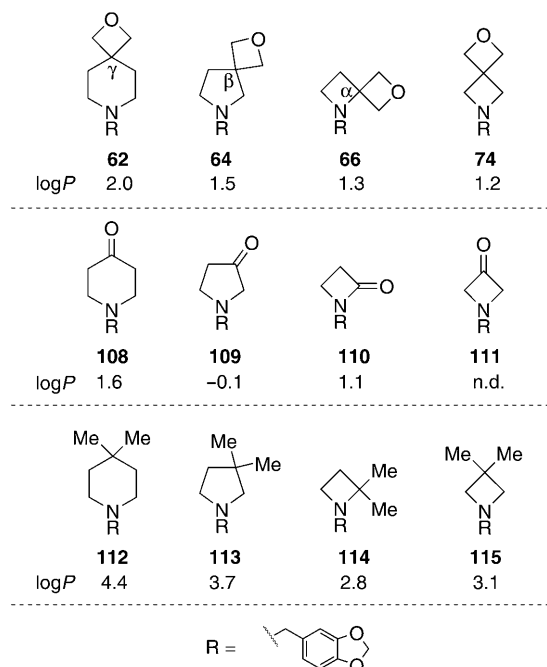 O O O
γ β α O
N N N N
R R R R
62 64 66 74
logP 2.0 1.5 1.3 1.2
O O O
N N N O N
R R R R
108 109 110 111
logP 1.6 −0.1 1.1 n.d.
Me Me Me Me Me
Me Me
N N N Me N
R R R R
112 113 114 115
logP 4.4 3.7 2.8 3.1
R = O
O